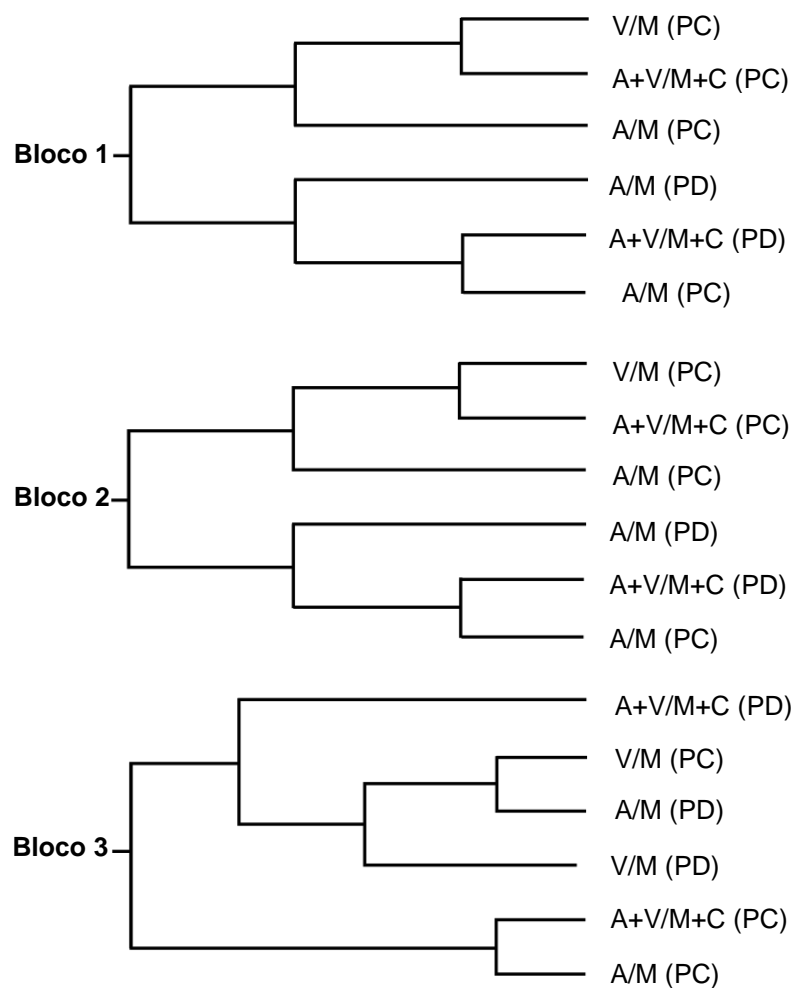 V/M (PC)
A+V/M+C (PC)
A/M (PC)
Bloco 1
A/M (PD)
A+V/M+C (PD)
A/M (PC)
V/M (PC)
A+V/M+C (PC)
A/M (PC)
Bloco 2
A/M (PD)
A+V/M+C (PD)
A/M (PC)
A+V/M+C (PD)
V/M (PC)
A/M (PD)
Bloco 3
V/M (PD)
A+V/M+C (PC)
A/M (PC)